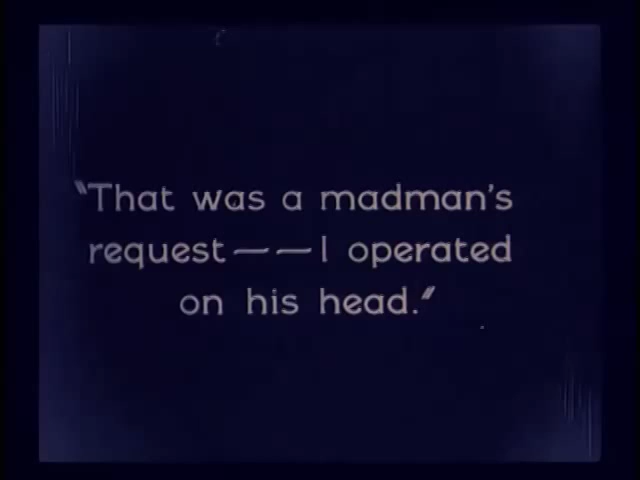 "That was a madman's
request——I operated
on his head."